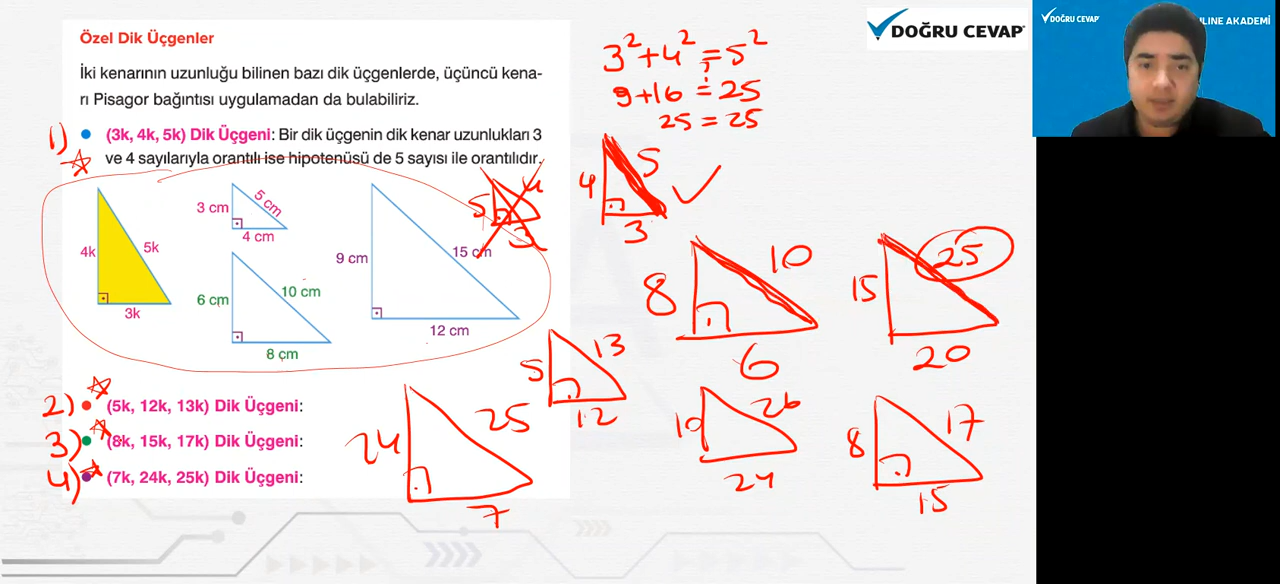 Özel Dik Üçgenler
İki kenarının uzunluğu bilinen bazı dik üçgenlerde, üçüncü kena-
rı Pisagor bağıntısı uygulamadan da bulabiliriz.
1) • (3k, 4k, 5k) Dik Üçgeni: Bir dik üçgenin dik kenar uzunlukları 3
ve 4 sayılarıyla orantılı ise hipotenüsü de 5 sayısı ile orantılıdır.
4k
5k
3k
3 cm
5 cm
4 cm
6 cm
10 cm
8 cm
9 cm
15 cm
12 cm
5
4
3
2) • (5k, 12k, 13k) Dik Üçgeni:
3) • (8k, 15k, 17k) Dik Üçgeni:
4) • (7k, 24k, 25k) Dik Üçgeni:
24
25
7
5
13
12
3² + 4² = 5²
9 + 16 = 25
25 = 25
4
5
3
8
10
6
15
25
20
10
26
24
8
17
15
DOĞRU CEVAP
DOĞRU CEVAP
NLINE AKADEMİ